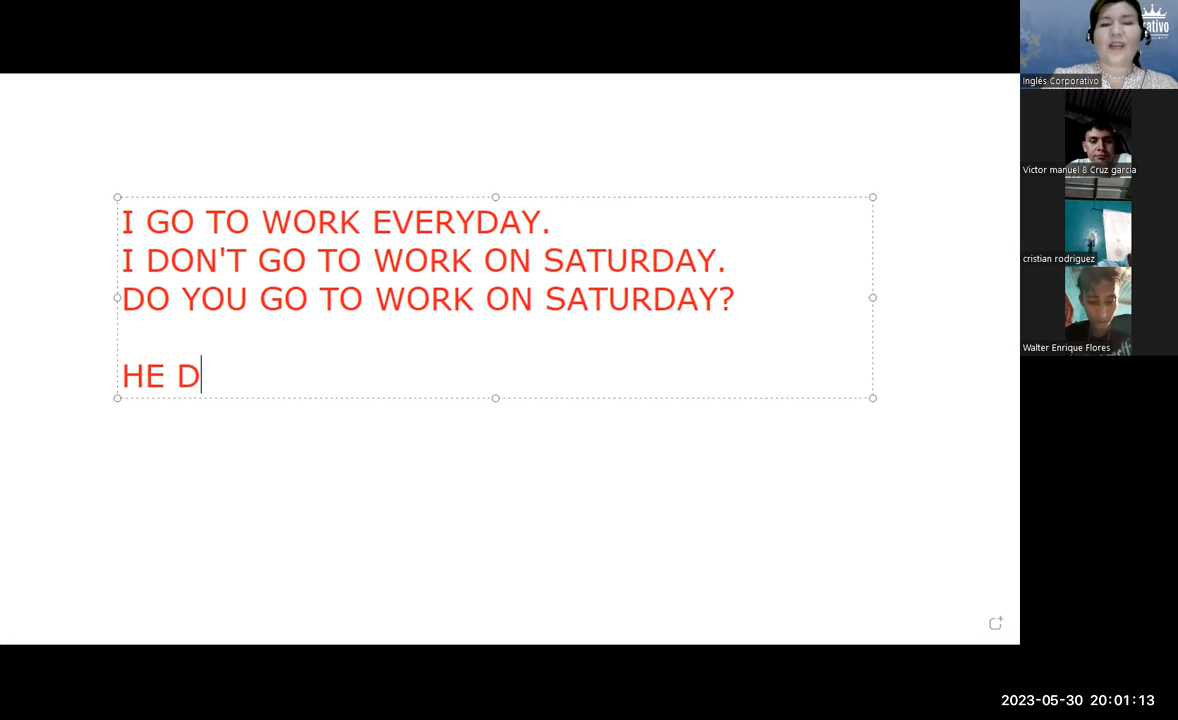 I GO TO WORK EVERYDAY.
I DON'T GO TO WORK ON SATURDAY.
DO YOU GO TO WORK ON SATURDAY?
HE D
Inglés Corporativo
Victor manuel 8 Cruz garcia
cristian rodriguez
Walter Enrique Flores
2023-05-30 20:01:13